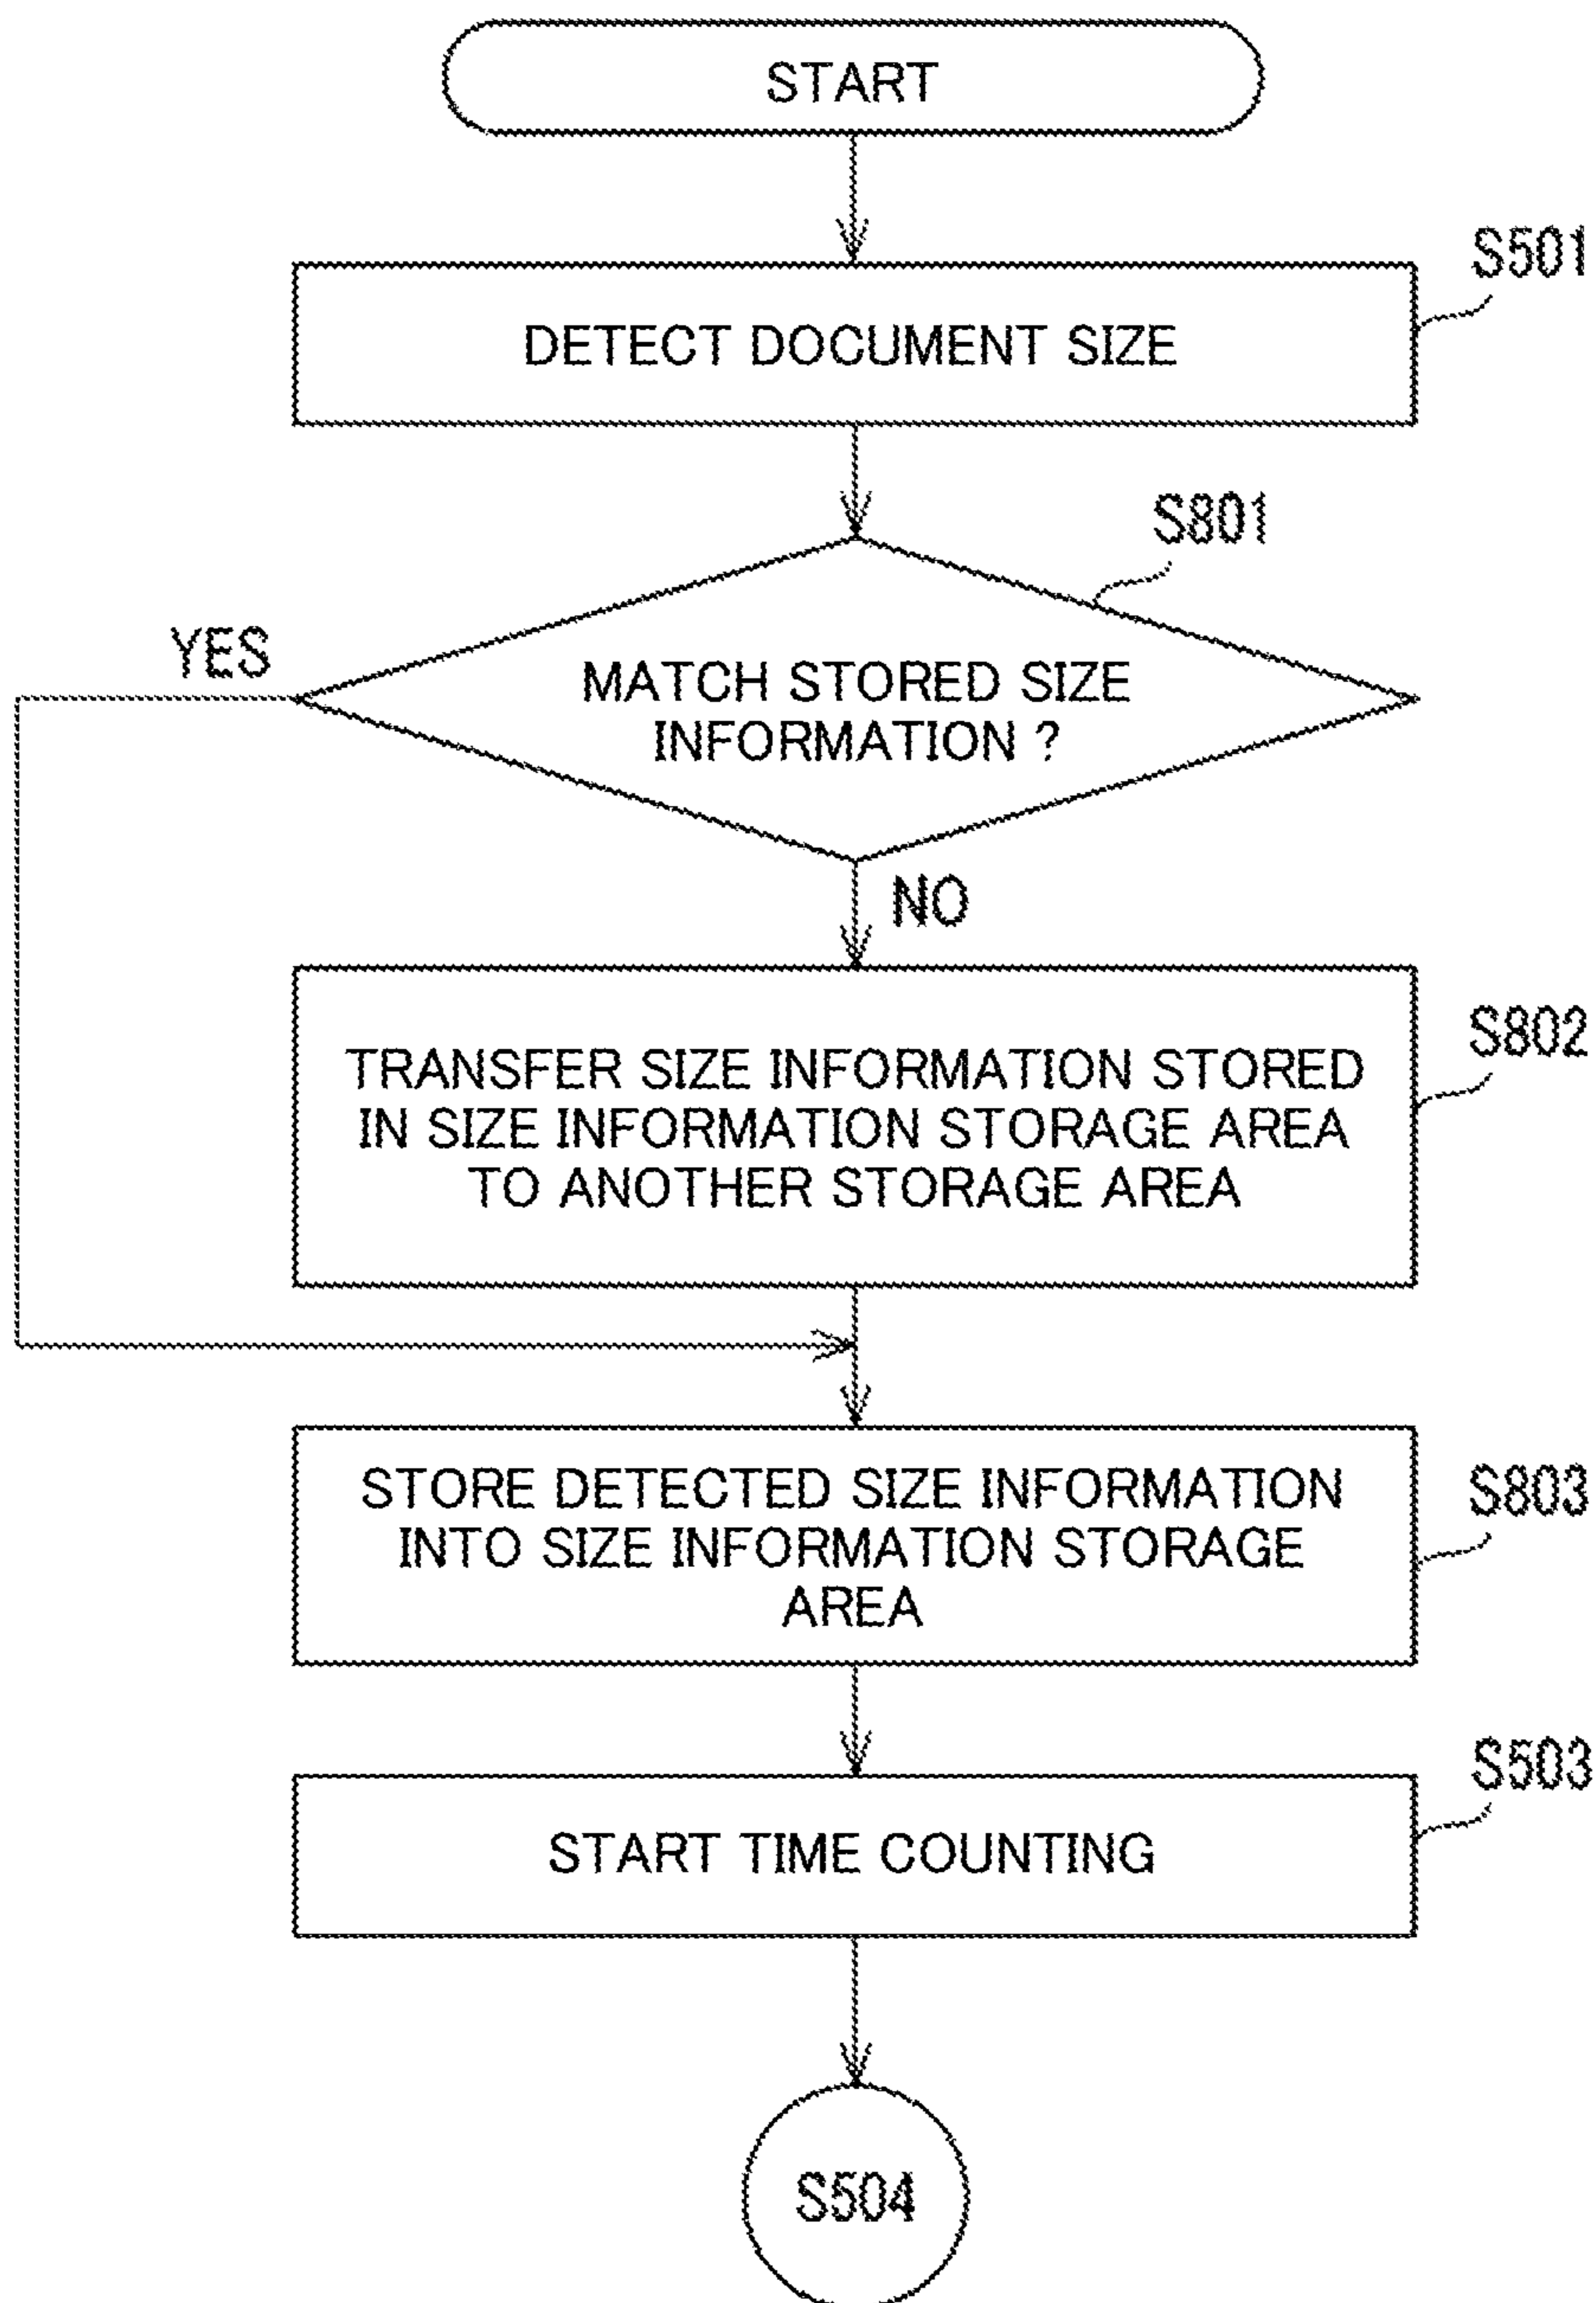 START
S501
DETECT DOCUMENT SIZE
S801
YES
MATCH STORED SIZE
INFORMATION ?
NO
S802
TRANSFER SIZE INFORMATION STORED
IN SIZE INFORMATION STORAGE AREA
TO ANOTHER STORAGE AREA
S803
STORE DETECTED SIZE INFORMATION
INTO SIZE INFORMATION STORAGE
AREA
S503
START TIME COUNTING
S504